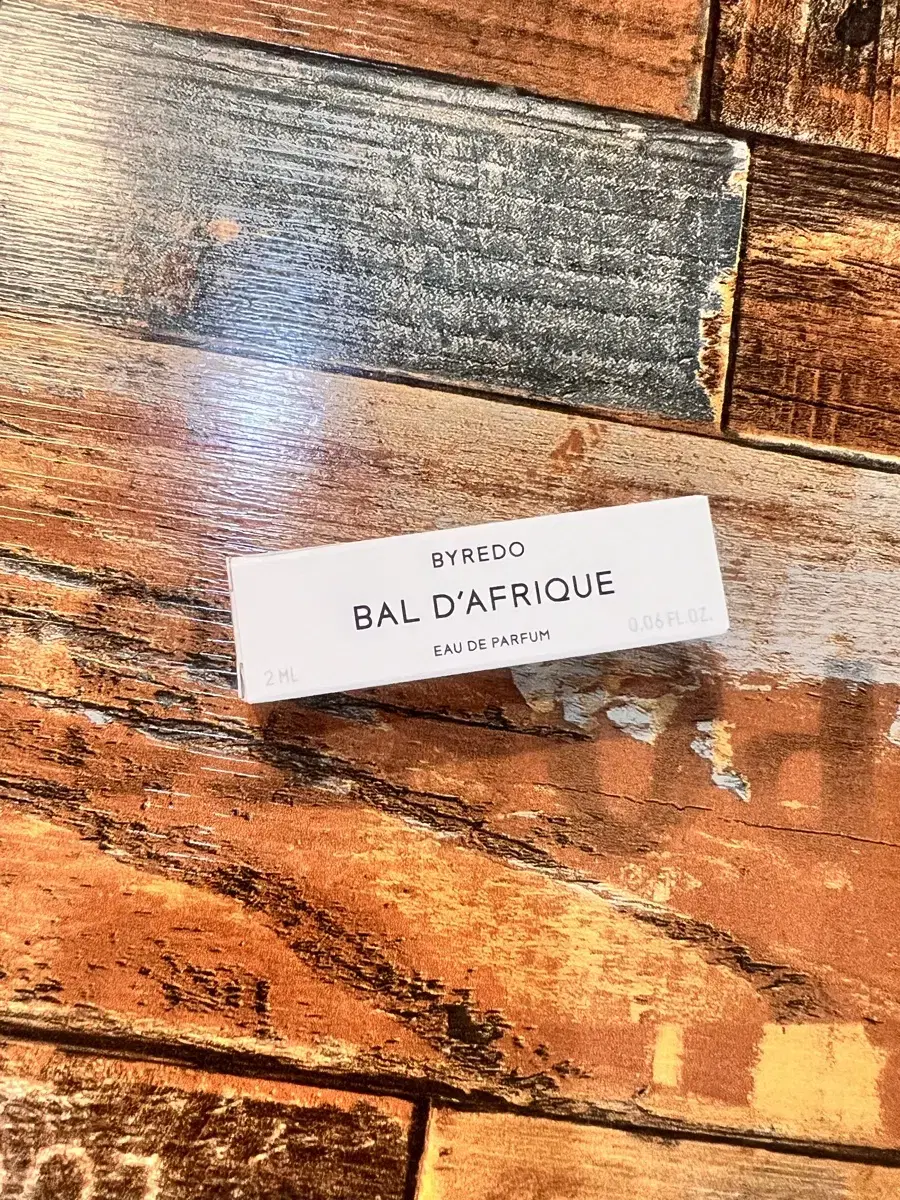 BYREDO
BAL D'AFRIQUE
EAU DE PARFUM
2 ML
0.06 FL.OZ.